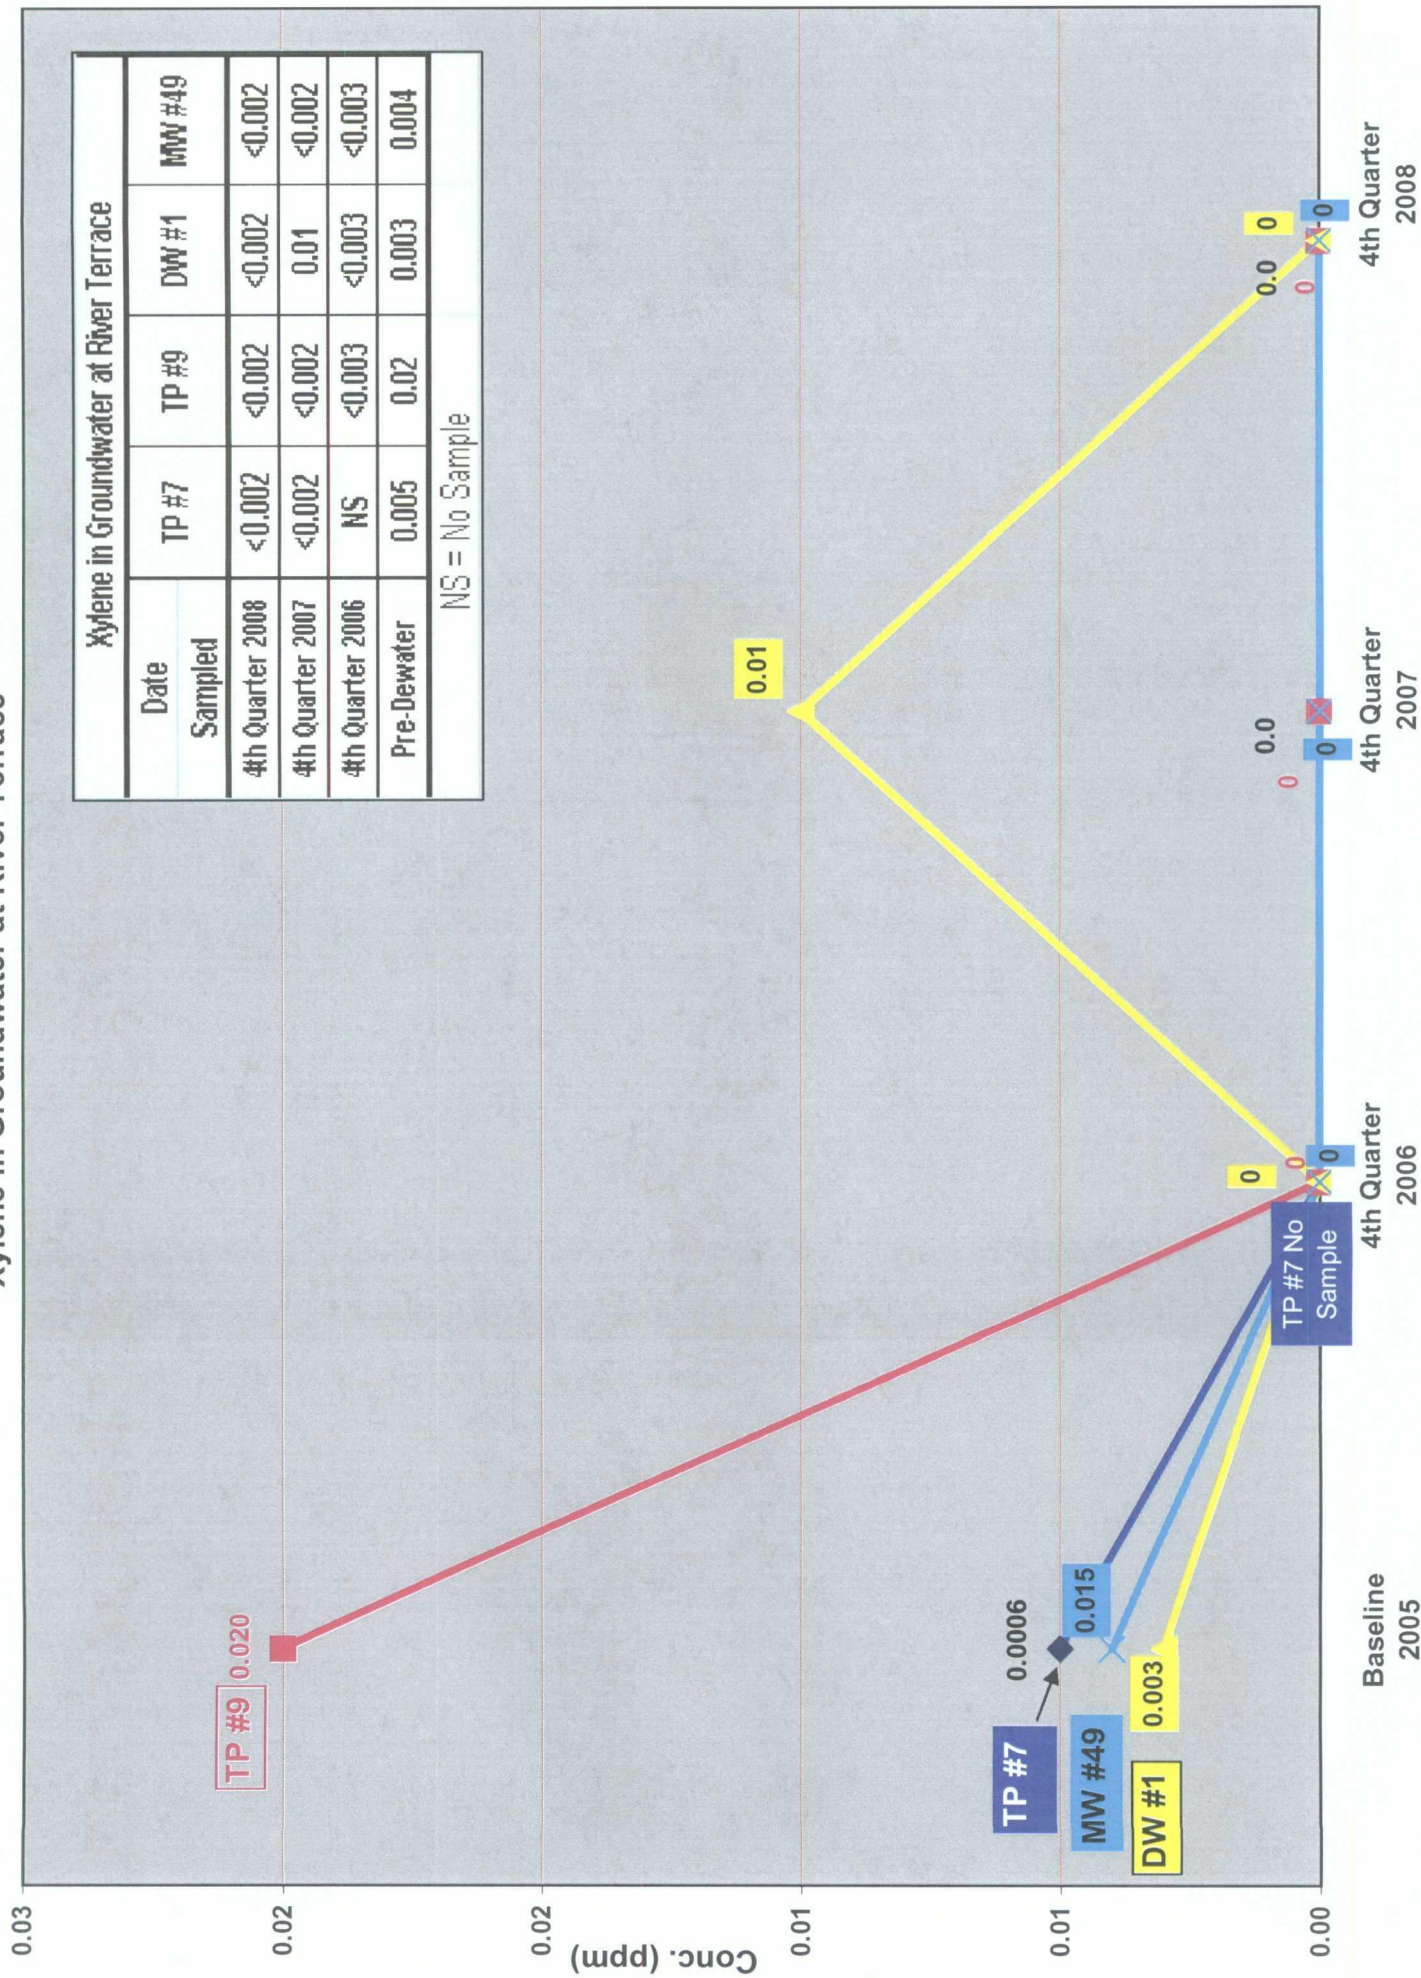 Xylene in Groundwater at River Terrace
0.03
0.02
0.02
0.01
0.01
0.00
Conc. (ppm)
Xylene in Groundwater at River Terrace
Date Sampled TP #7 TP #9 DW #1 MW #49
4th Quarter 2008 <0.002 <0.002 <0.002 <0.002
4th Quarter 2007 <0.002 <0.002 0.01 <0.002
4th Quarter 2006 NS <0.003 <0.003 <0.003
Pre-Dewater 0.005 0.02 0.003 0.004
NS = No Sample
TP #9 0.020
TP #7 0.0006
MW #49 0.015
DW #1 0.003
TP #7 No
Sample
0
0
0
0.01
0.0
0
0
0
0.0
0
0
Baseline
2005
4th Quarter
2006
4th Quarter
2007
4th Quarter
2008